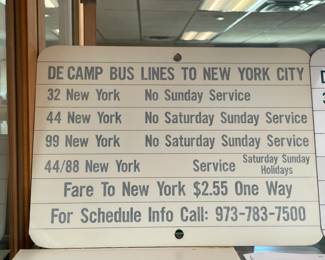 DE CAMP BUS LINES TO NEW YORK CITY
32 New York No Sunday Service
44 New York No Saturday Sunday Service
99 New York No Saturday Sunday Service
44/88 New York Service Saturday Sunday Holidays
Fare To New York $2.55 One Way
For Schedule Info Call: 973-783-7500